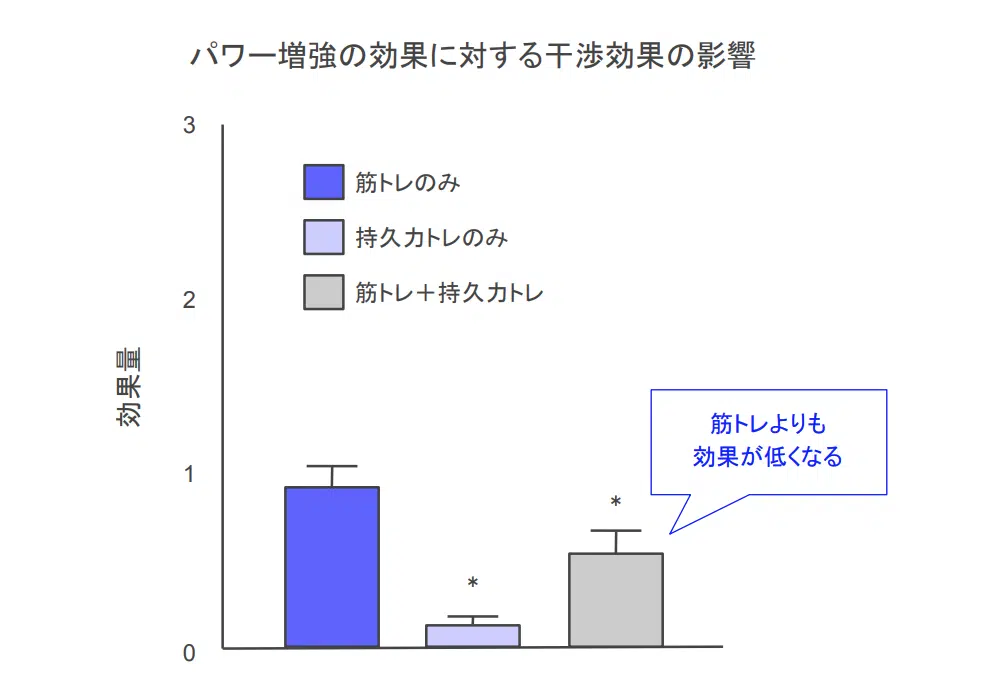 パワー増強の効果に対する干渉効果の影響
3
筋トレのみ
持久力トレのみ
2
筋トレ＋持久力トレ
効果量
筋トレよりも
効果が低くなる
1
*
*
0